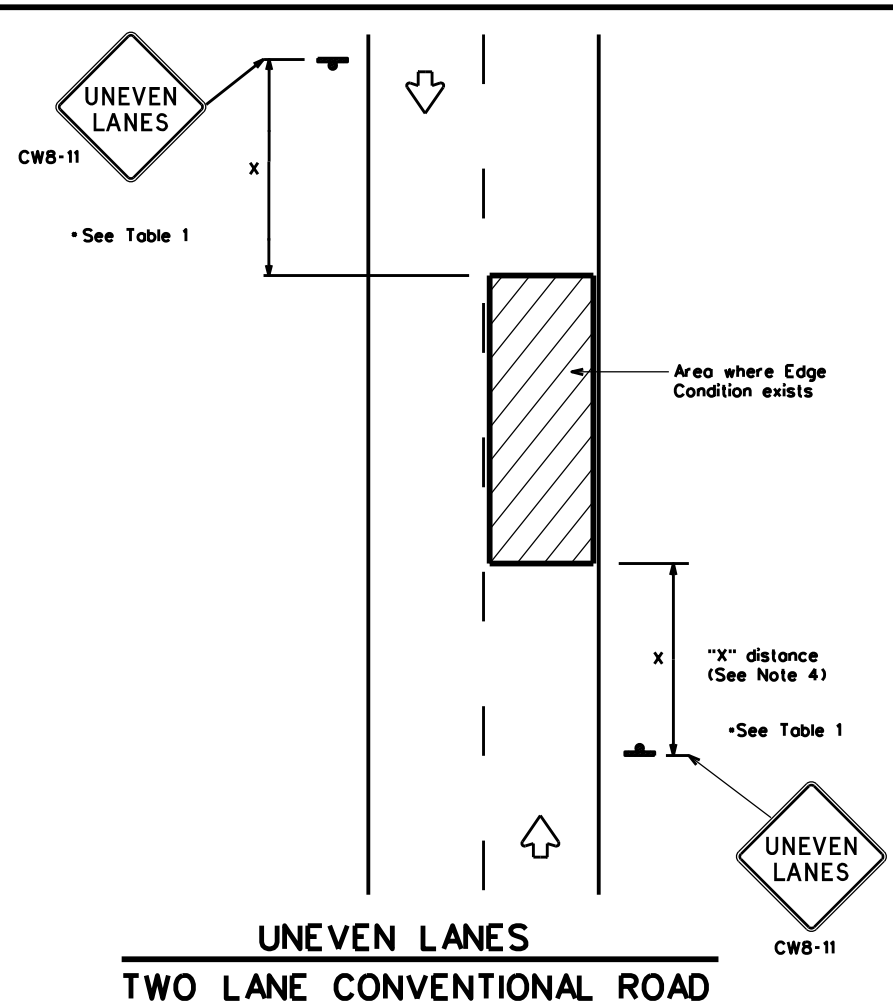 UNEVEN
LANES
CW8-11
X
*See Table 1
Area where Edge
Condition exists
X
"X" distance
(See Note 4)
*See Table 1
UNEVEN
LANES
CW8-11
UNEVEN LANES
TWO LANE CONVENTIONAL ROAD